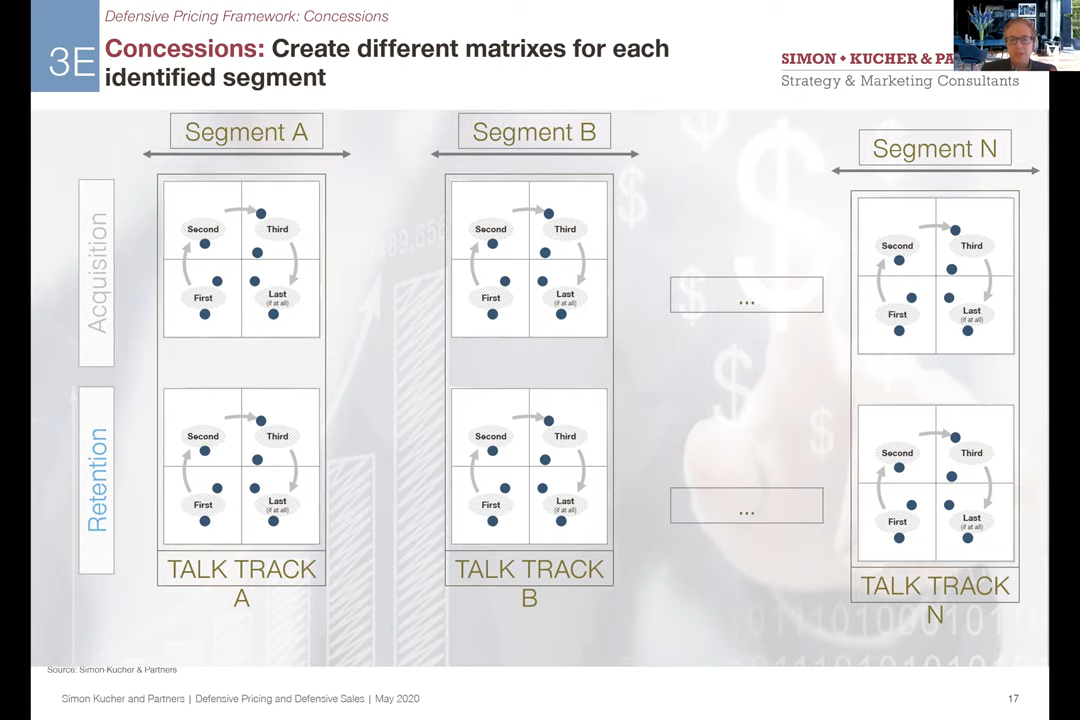 Defensive Pricing Framework: Concessions
3E
Concessions: Create different matrixes for each
identified segment
SIMON • KUCHER & PA
Strategy & Marketing Consultants
Segment A
Segment B
Segment N
Acquisition
Second
Third
First
Last
(if at all)
Second
Third
First
Last
(if at all)
...
Second
Third
First
Last
(if at all)
Retention
Second
Third
First
Last
(if at all)
Second
Third
First
Last
(if at all)
...
Second
Third
First
Last
(if at all)
TALK TRACK
A
TALK TRACK
B
TALK TRACK
N
Source: Simon-Kucher & Partners
Simon Kucher and Partners | Defensive Pricing and Defensive Sales | May 2020
17